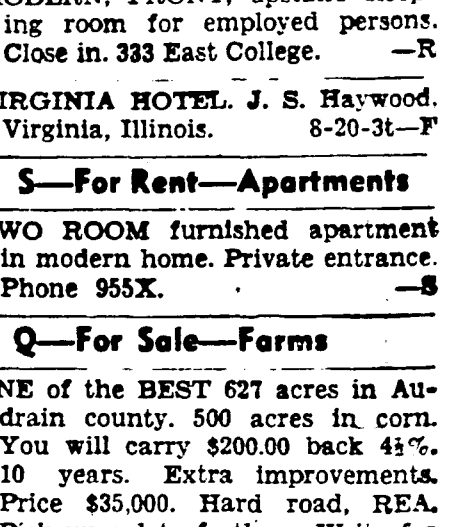 ing room for employed persons.
Close in. 333 East College. —R
IRGINIA HOTEL. J. S. Haywood.
Virginia, Illinois. 8-20-3t—F
S—For Rent—Apartments
WO ROOM furnished apartment
in modern home. Private entrance.
Phone 955X. —S
Q—For Sale—Farms
NE of the BEST 627 acres in Au-
drain county. 500 acres in corn.
You will carry $200.00 back 4½%.
10 years. Extra improvements.
Price $35,000. Hard road, REA.